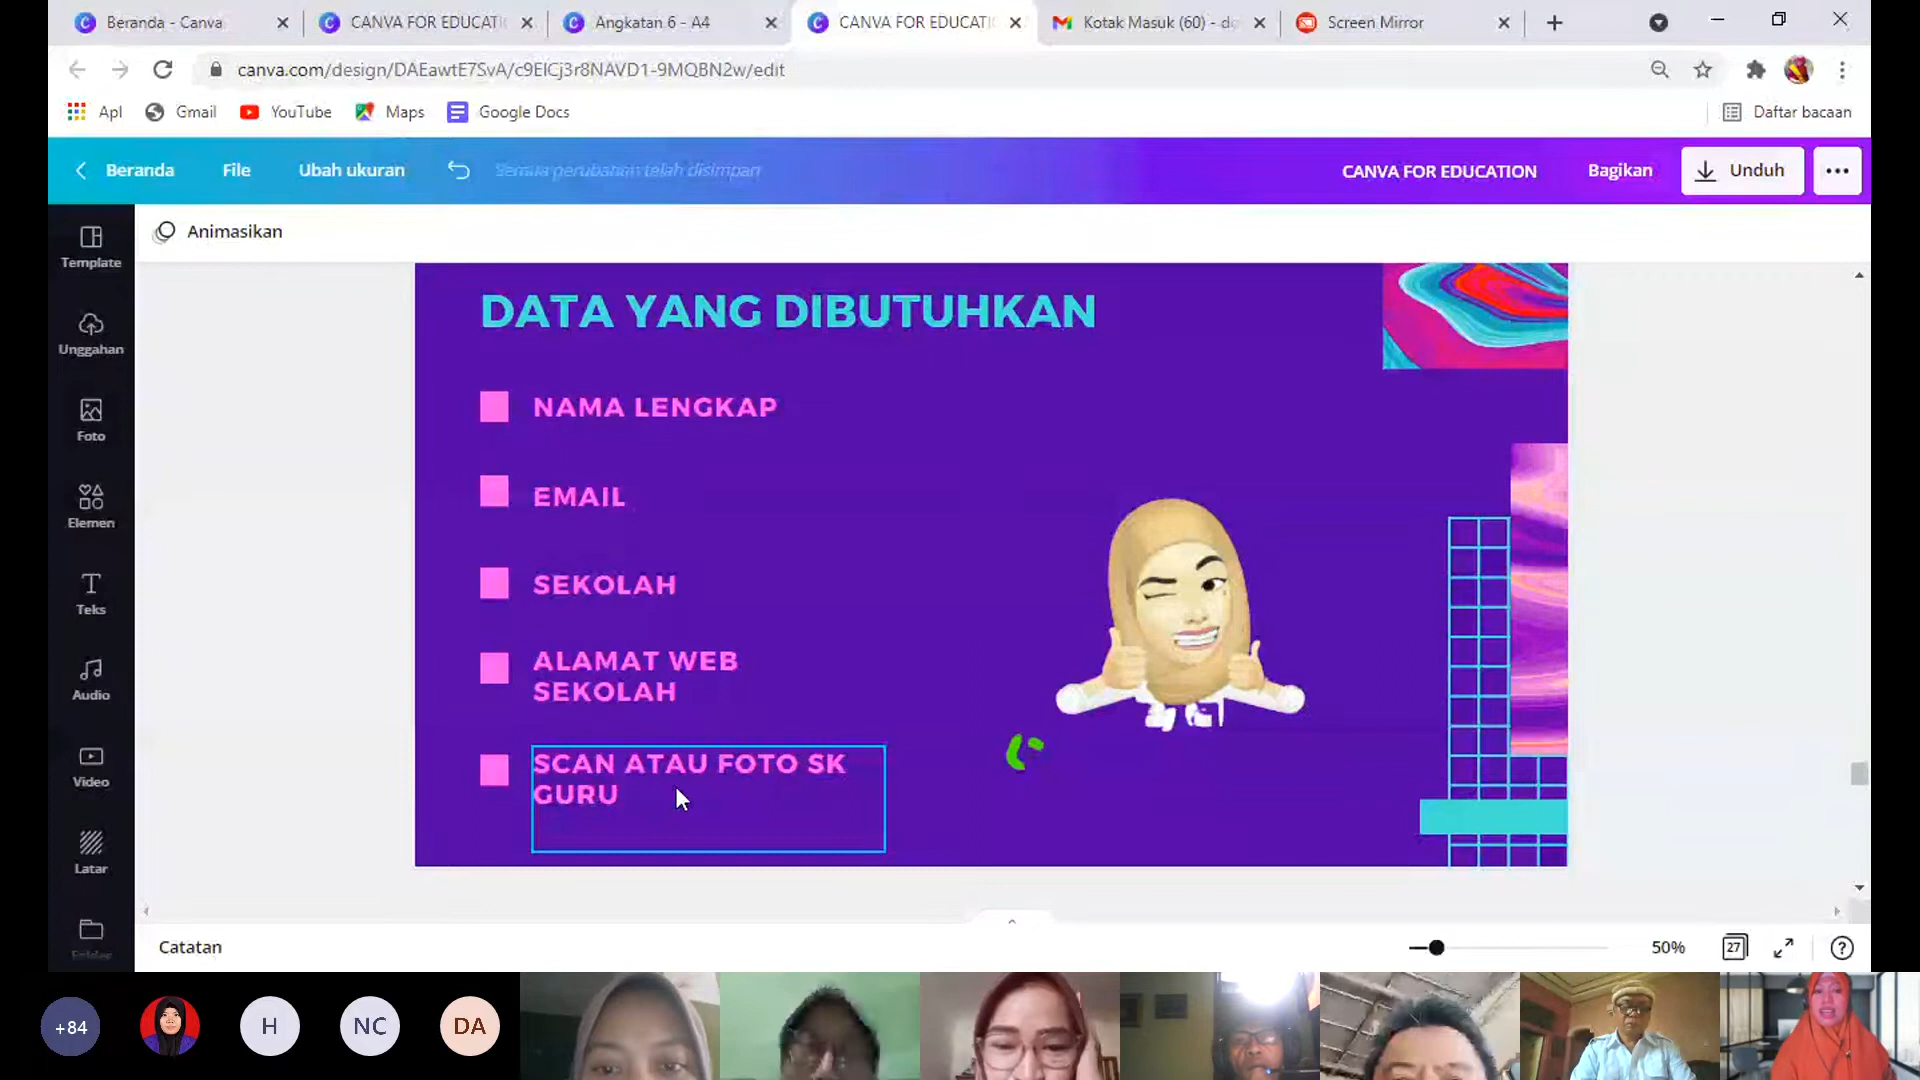 Beranda - Canva
CANVA FOR EDUCATI
Angkatan 6 - A4
CANVA FOR EDUCATI
Kotak Masuk (60) - de
Screen Mirror
canva.com/design/DAEawtE7SvA/c9ElCj3r8NAVD1-9MQBN2w/edit
Apl
Gmail
YouTube
Maps
Google Docs
Daftar bacaan
Beranda
File
Ubah ukuran
Semua perubahan telah disimpan
CANVA FOR EDUCATION
Bagikan
Unduh
Animasikan
Template
Unggahan
Foto
Elemen
Teks
Audio
Video
Latar
DATA YANG DIBUTUHKAN
NAMA LENGKAP
EMAIL
SEKOLAH
ALAMAT WEB
SEKOLAH
SCAN ATAU FOTO SK
GURU
Catatan
50%
27
+84
H
NC
DA